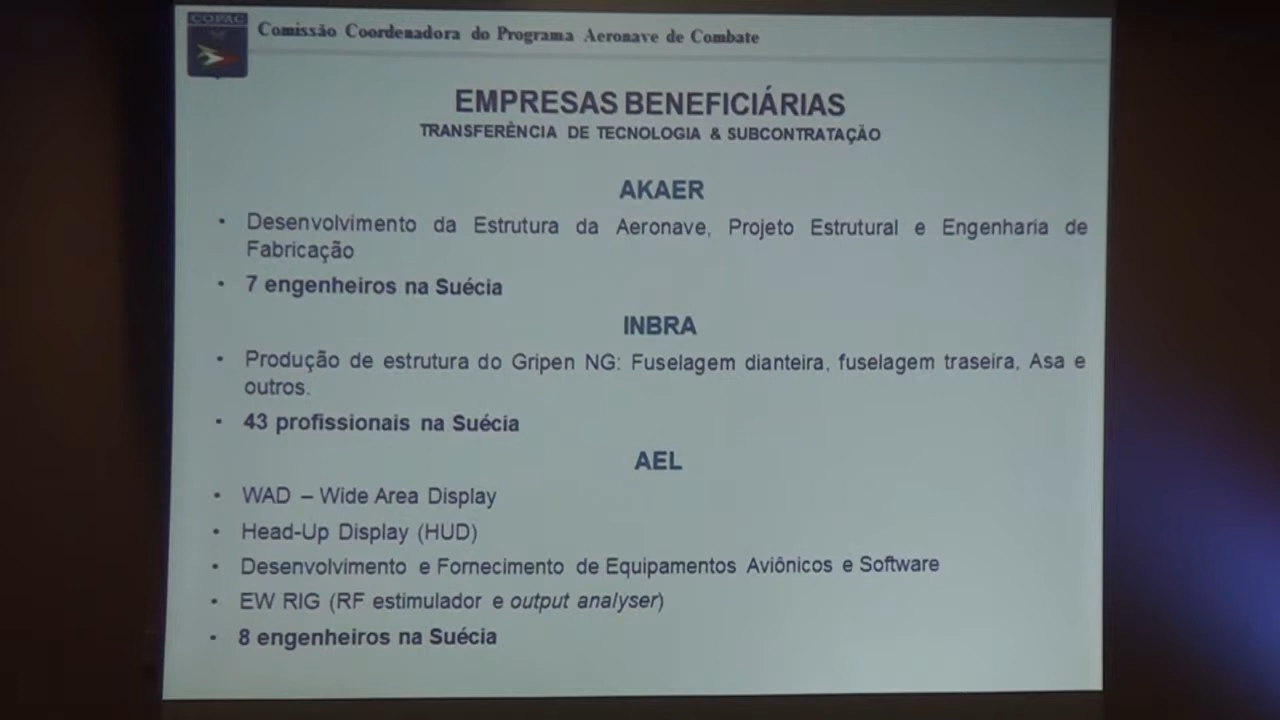 COPAC
Comissão Coordenadora do Programa Aeronave de Combate
EMPRESAS BENEFICIÁRIAS
TRANSFERÊNCIA DE TECNOLOGIA & SUBCONTRATAÇÃO
AKAER
• Desenvolvimento da Estrutura da Aeronave, Projeto Estrutural e Engenharia de
Fabricação
• 7 engenheiros na Suécia
INBRA
• Produção de estrutura do Gripen NG: Fuselagem dianteira, fuselagem traseira, Asa e
outros.
• 43 profissionais na Suécia
AEL
• WAD – Wide Area Display
• Head-Up Display (HUD)
• Desenvolvimento e Fornecimento de Equipamentos Aviônicos e Software
• EW RIG (RF estimulador e output analyser)
• 8 engenheiros na Suécia